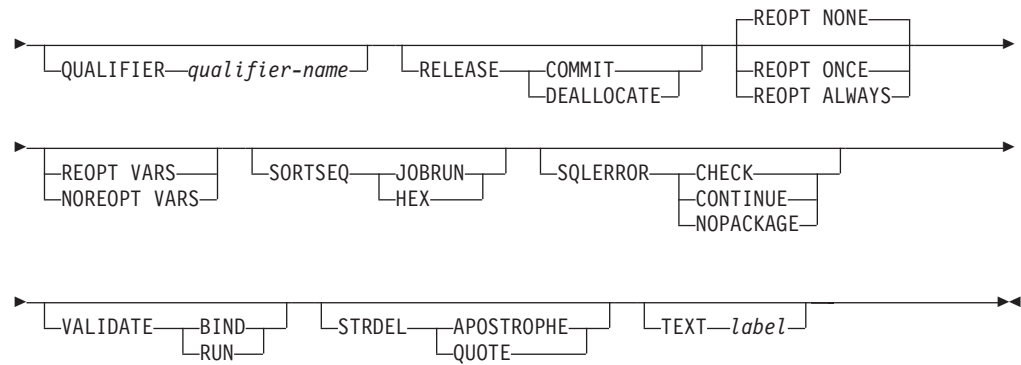 REOPT NONE
QUALIFIER qualifier-name RELEASE COMMIT REOPT ONCE
DEALLOCATE REOPT ALWAYS
REOPT VARS SORTSEQ JOBRUN SQLERROR CHECK
NOREOPT VARS HEX CONTINUE
NOPACKAGE
VALIDATE BIND STRDEL APOSTROPHE TEXT label
RUN QUOTE